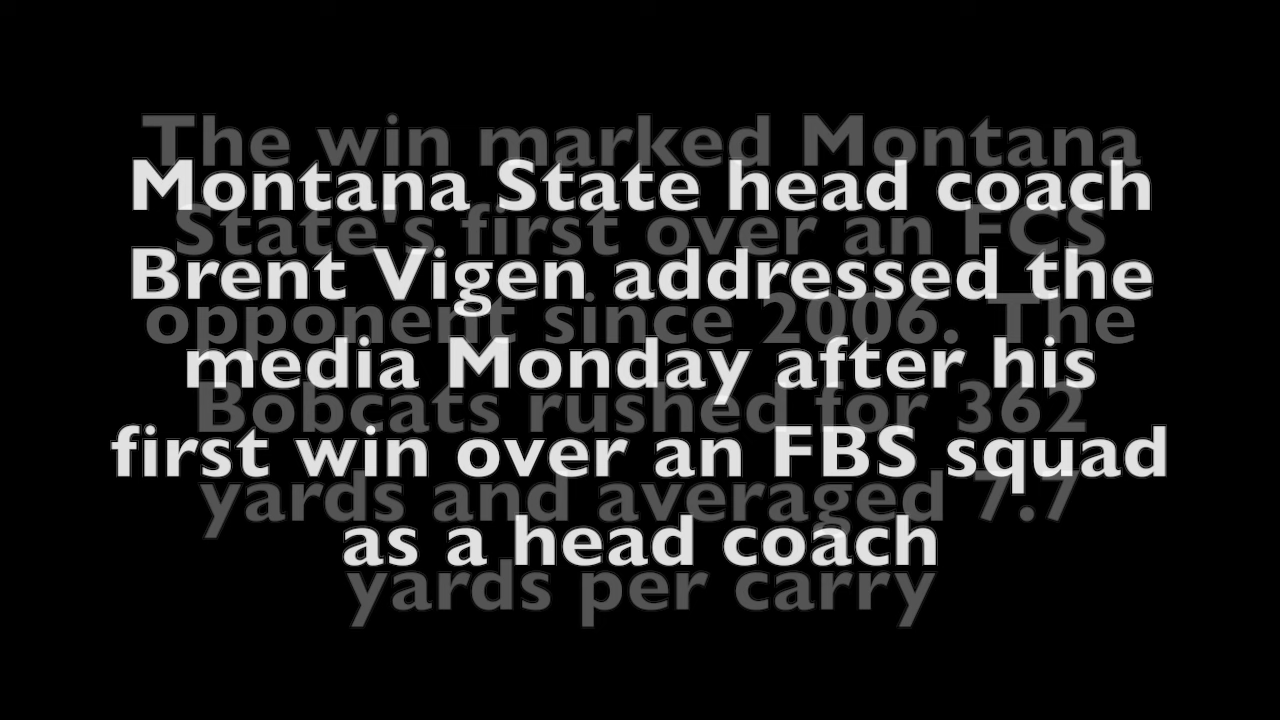 Montana State head coach
Brent Vigen addressed the
media Monday after his
first win over an FBS squad
as a head coach
The win marked Montana
State's first over an FCS
opponent since 2006. The
Bobcats rushed for 362
yards and averaged 7.7
yards per carry